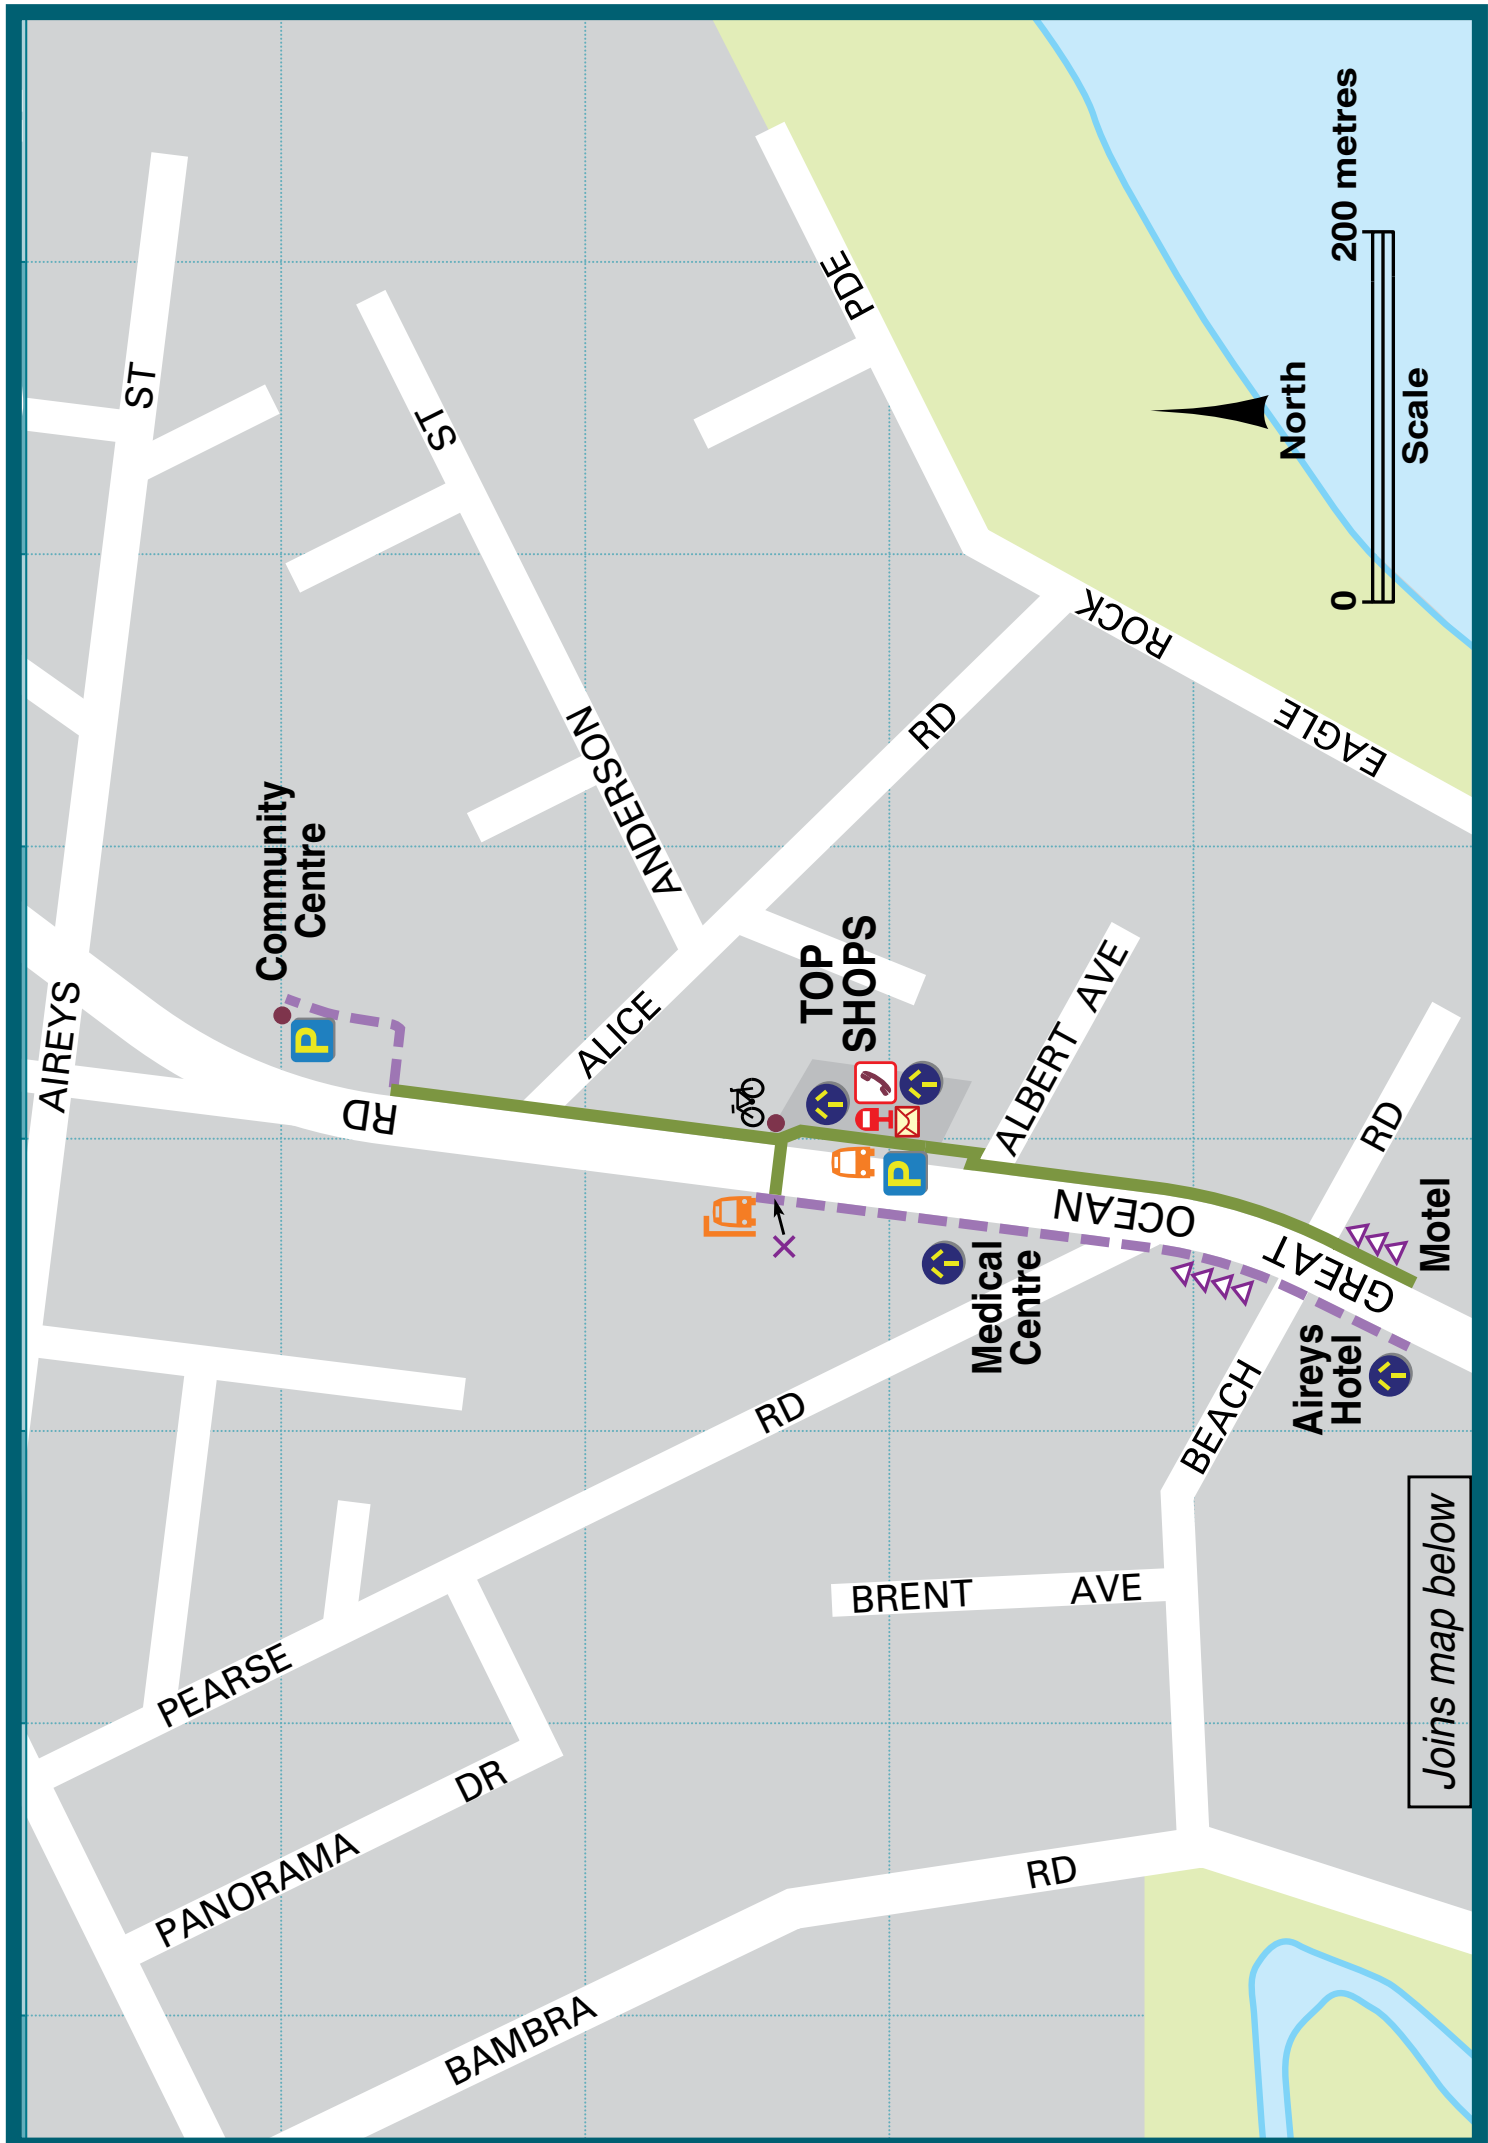 AIREYS
ST
Community
Centre
P
RD
ANDERSON
ST
ALICE
RD
PDE
ROCK
EAGLE
TOP
SHOPS
P
ALBERT AVE
Medical
Centre
GREAT
OCEAN
BEACH
RD
Motel
Aireys
Hotel
PEARSE
RD
PANORAMA
DR
BRENT AVE
BAMBRA
RD
North
0
200 metres
Scale
Joins map below